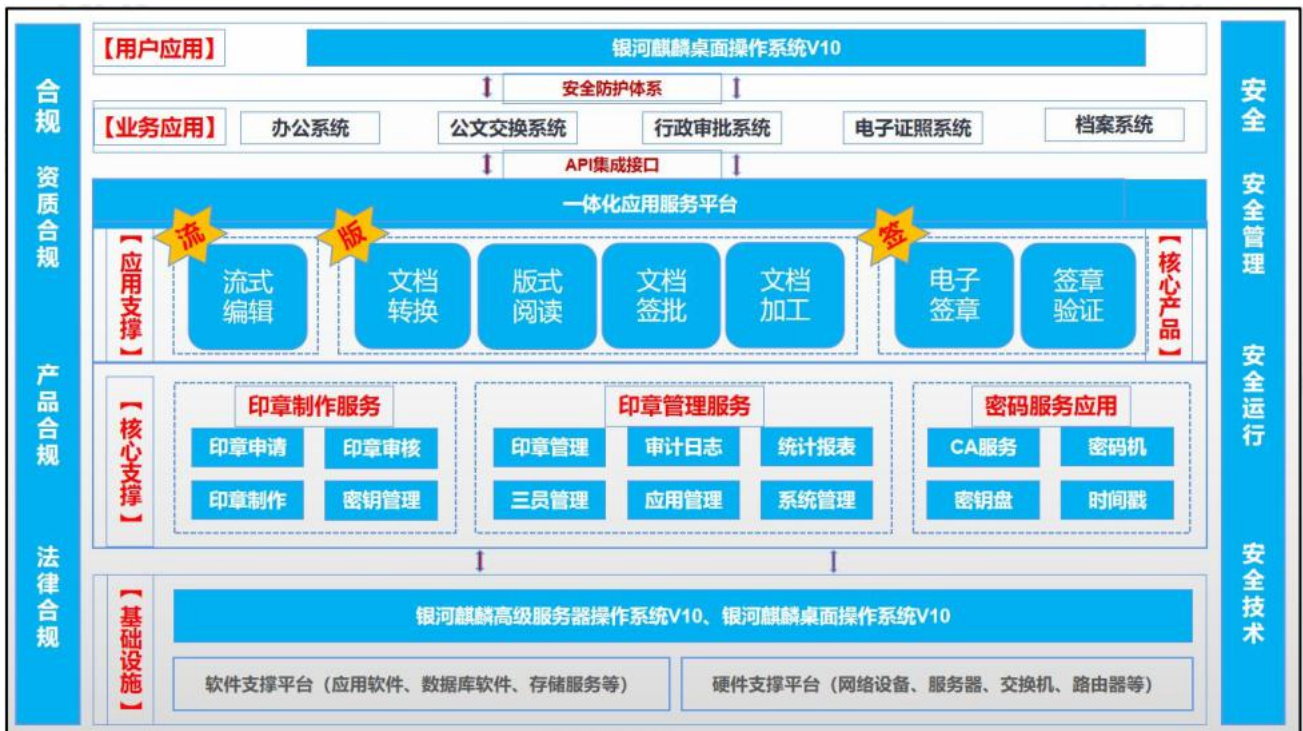 【用户应用】
银河麒麟桌面操作系统V10
安全防护体系
【业务应用】
办公系统
公文交换系统
行政审批系统
电子证照系统
档案系统
API集成接口
一体化应用服务平台
合规
资质合规
产品合规
法律合规
【应用支撑】
流
流式
编辑
版
文档
转换
版式
阅读
文档
签批
文档
加工
签
电子
签章
签章
验证
【核心产品】
【核心支撑】
印章制作服务
印章申请
印章审核
印章制作
密钥管理
印章管理服务
印章管理
审计日志
统计报表
三员管理
应用管理
系统管理
密码服务应用
CA服务
密码机
密钥盘
时间戳
【基础设施】
银河麒麟高级服务器操作系统V10、银河麒麟桌面操作系统V10
软件支撑平台（应用软件、数据库软件、存储服务等）
硬件支撑平台（网络设备、服务器、交换机、路由器等）
安全
安全管理
安全运行
安全技术